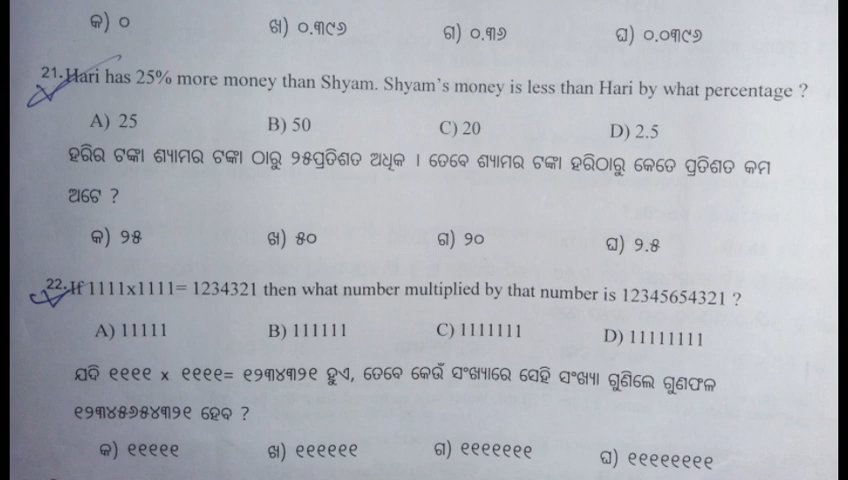 କ) ୦ ଖ) ୦.୩୯୬ ଗ) ୦.୩୬ ଘ) ୦.୦୩୯୬
21. Hari has 25% more money than Shyam. Shyam's money is less than Hari by what percentage ?
A) 25 B) 50 C) 20 D) 2.5
ହରିର ଟଙ୍କା ଶ୍ୟାମର ଟଙ୍କା ଠାରୁ ୨୫ପ୍ରତିଶତ ଅଧିକ । ତେବେ ଶ୍ୟାମର ଟଙ୍କା ହରିଠାରୁ କେତେ ପ୍ରତିଶତ କମ
ଅଟେ ?
କ) ୨୫ ଖ) ୫୦ ଗ) ୨୦ ଘ) ୨.୫
22. If 1111x1111= 1234321 then what number multiplied by that number is 12345654321 ?
A) 11111 B) 111111 C) 1111111 D) 11111111
ଯଦି ୧୧୧୧ x ୧୧୧୧= ୧୨୩୪୩୨୧ ହୁଏ, ତେବେ କେଉଁ ସଂଖ୍ୟାରେ ସେହି ସଂଖ୍ୟା ଗୁଣିଲେ ଗୁଣଫଳ
୧୨୩୪୫୬୫୪୩୨୧ ହେବ ?
କ) ୧୧୧୧୧ ଖ) ୧୧୧୧୧୧ ଗ) ୧୧୧୧୧୧୧ ଘ) ୧୧୧୧୧୧୧୧